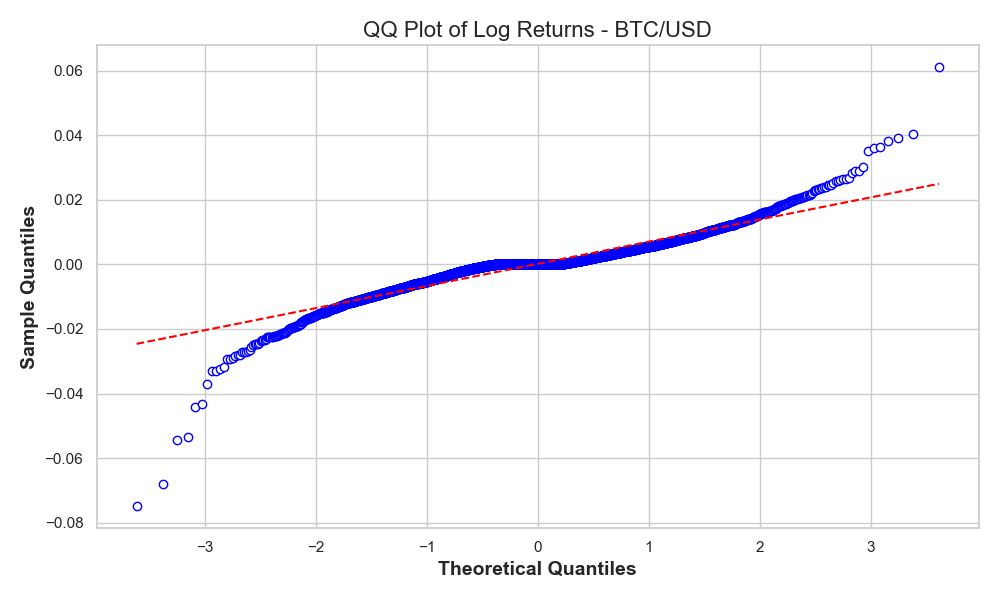 QQ Plot of Log Returns - BTC/USD
0.06
0.04
0.02
0.00
−0.02
−0.04
−0.06
−0.08
Sample Quantiles
−3 −2 −1 0 1 2 3
Theoretical Quantiles